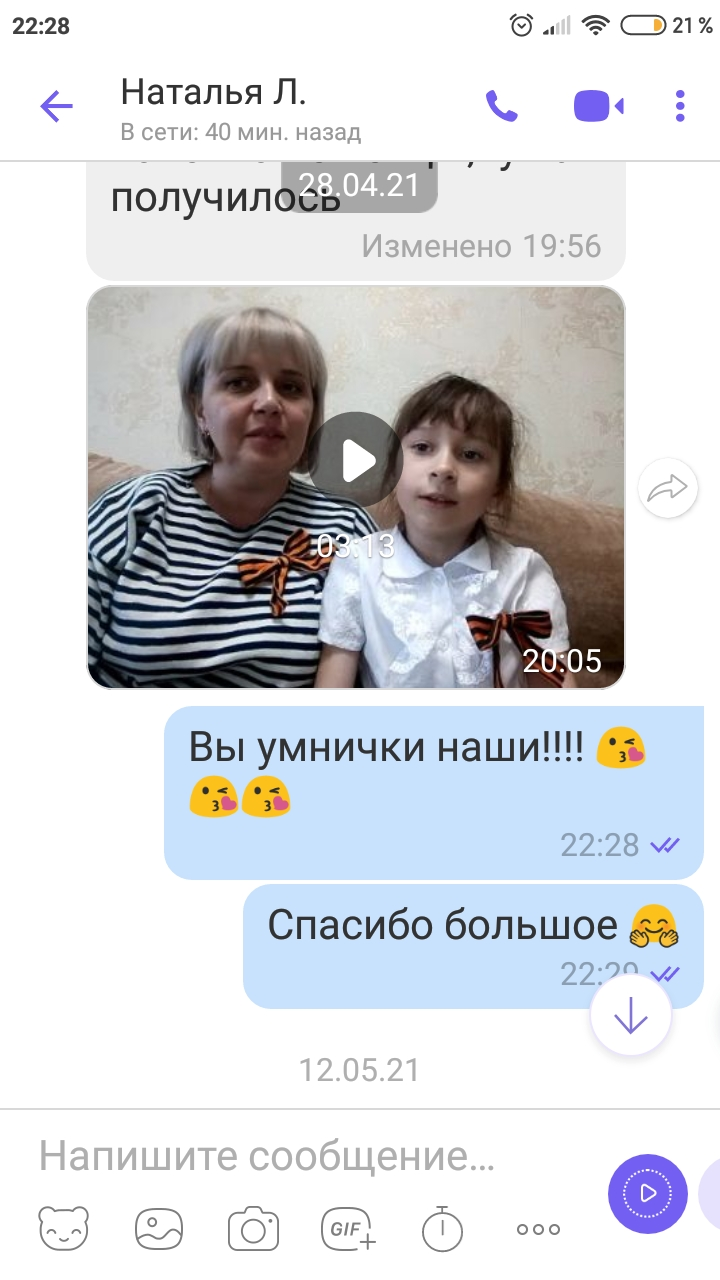 22:28
21 %
Наталья Л.
В сети: 40 мин. назад
28.04.21
получилось
Изменено 19:56
03:13
20:05
Вы умнички наши!!!! 😘
😘😘
22:28
Спасибо большое 🤗
22:29
12.05.21
Напишите сообщение...
GIF